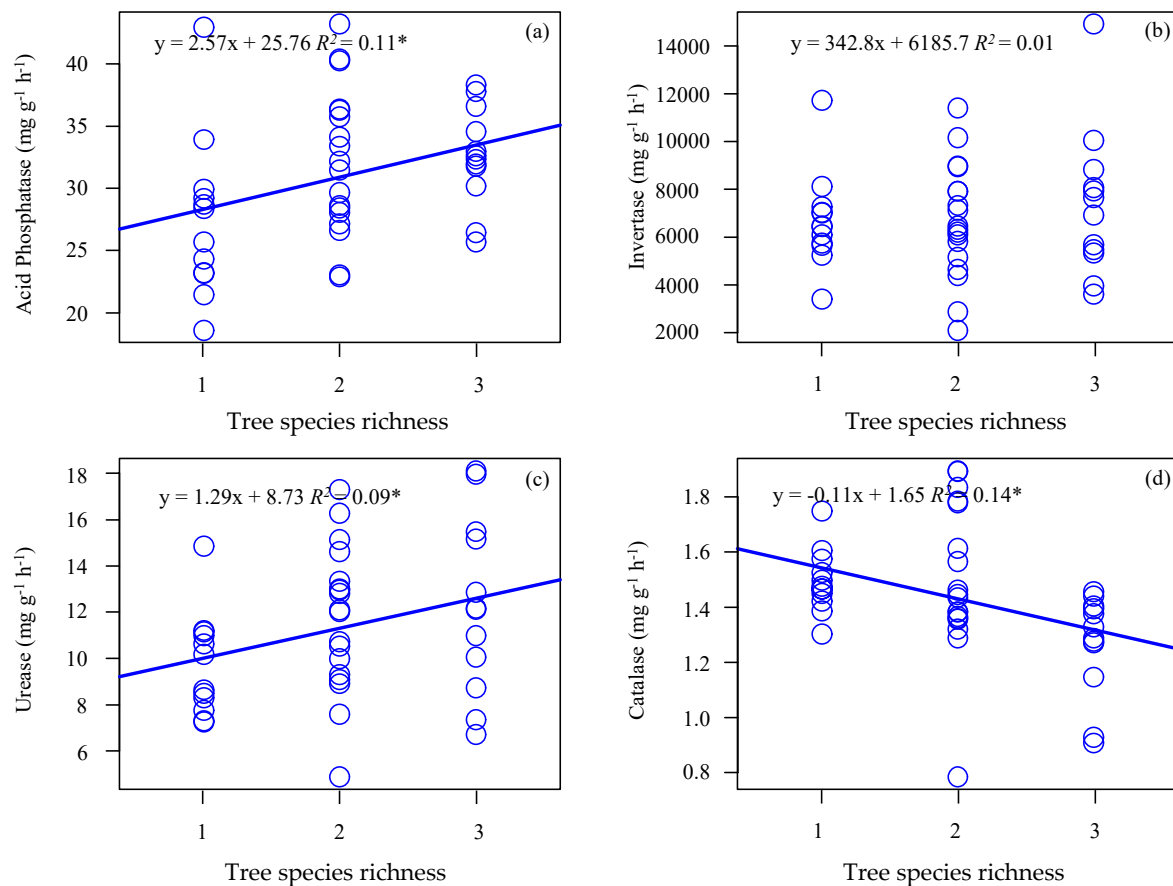 (a)
y = 2.57x + 25.76 R² = 0.11*
Acid Phosphatase (mg g⁻¹ h⁻¹)
40
35
30
25
20
1 2 3
Tree species richness
(b)
y = 342.8x + 6185.7 R² = 0.01
Invertase (mg g⁻¹ h⁻¹)
14000
12000
10000
8000
6000
4000
2000
1 2 3
Tree species richness
(c)
y = 1.29x + 8.73 R² = 0.09*
Urease (mg g⁻¹ h⁻¹)
18
16
14
12
10
8
6
1 2 3
Tree species richness
(d)
y = -0.11x + 1.65 R² = 0.14*
Catalase (mg g⁻¹ h⁻¹)
1.8
1.6
1.4
1.2
1.0
0.8
1 2 3
Tree species richness